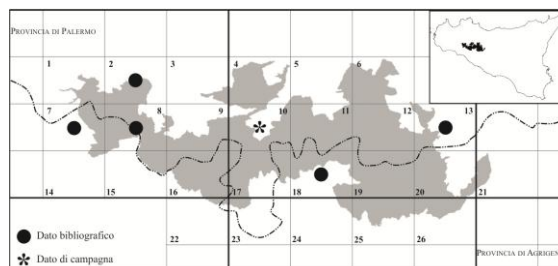 PROVINCIA DI PALERMO
1 2 3 4 5 6
7 8 9 10 11 12 13
14 15 16 17 18 19 20 21
22 23 24 25 26
Dato bibliografico
Dato di campagna
PROVINCIA DI AGRIGEN